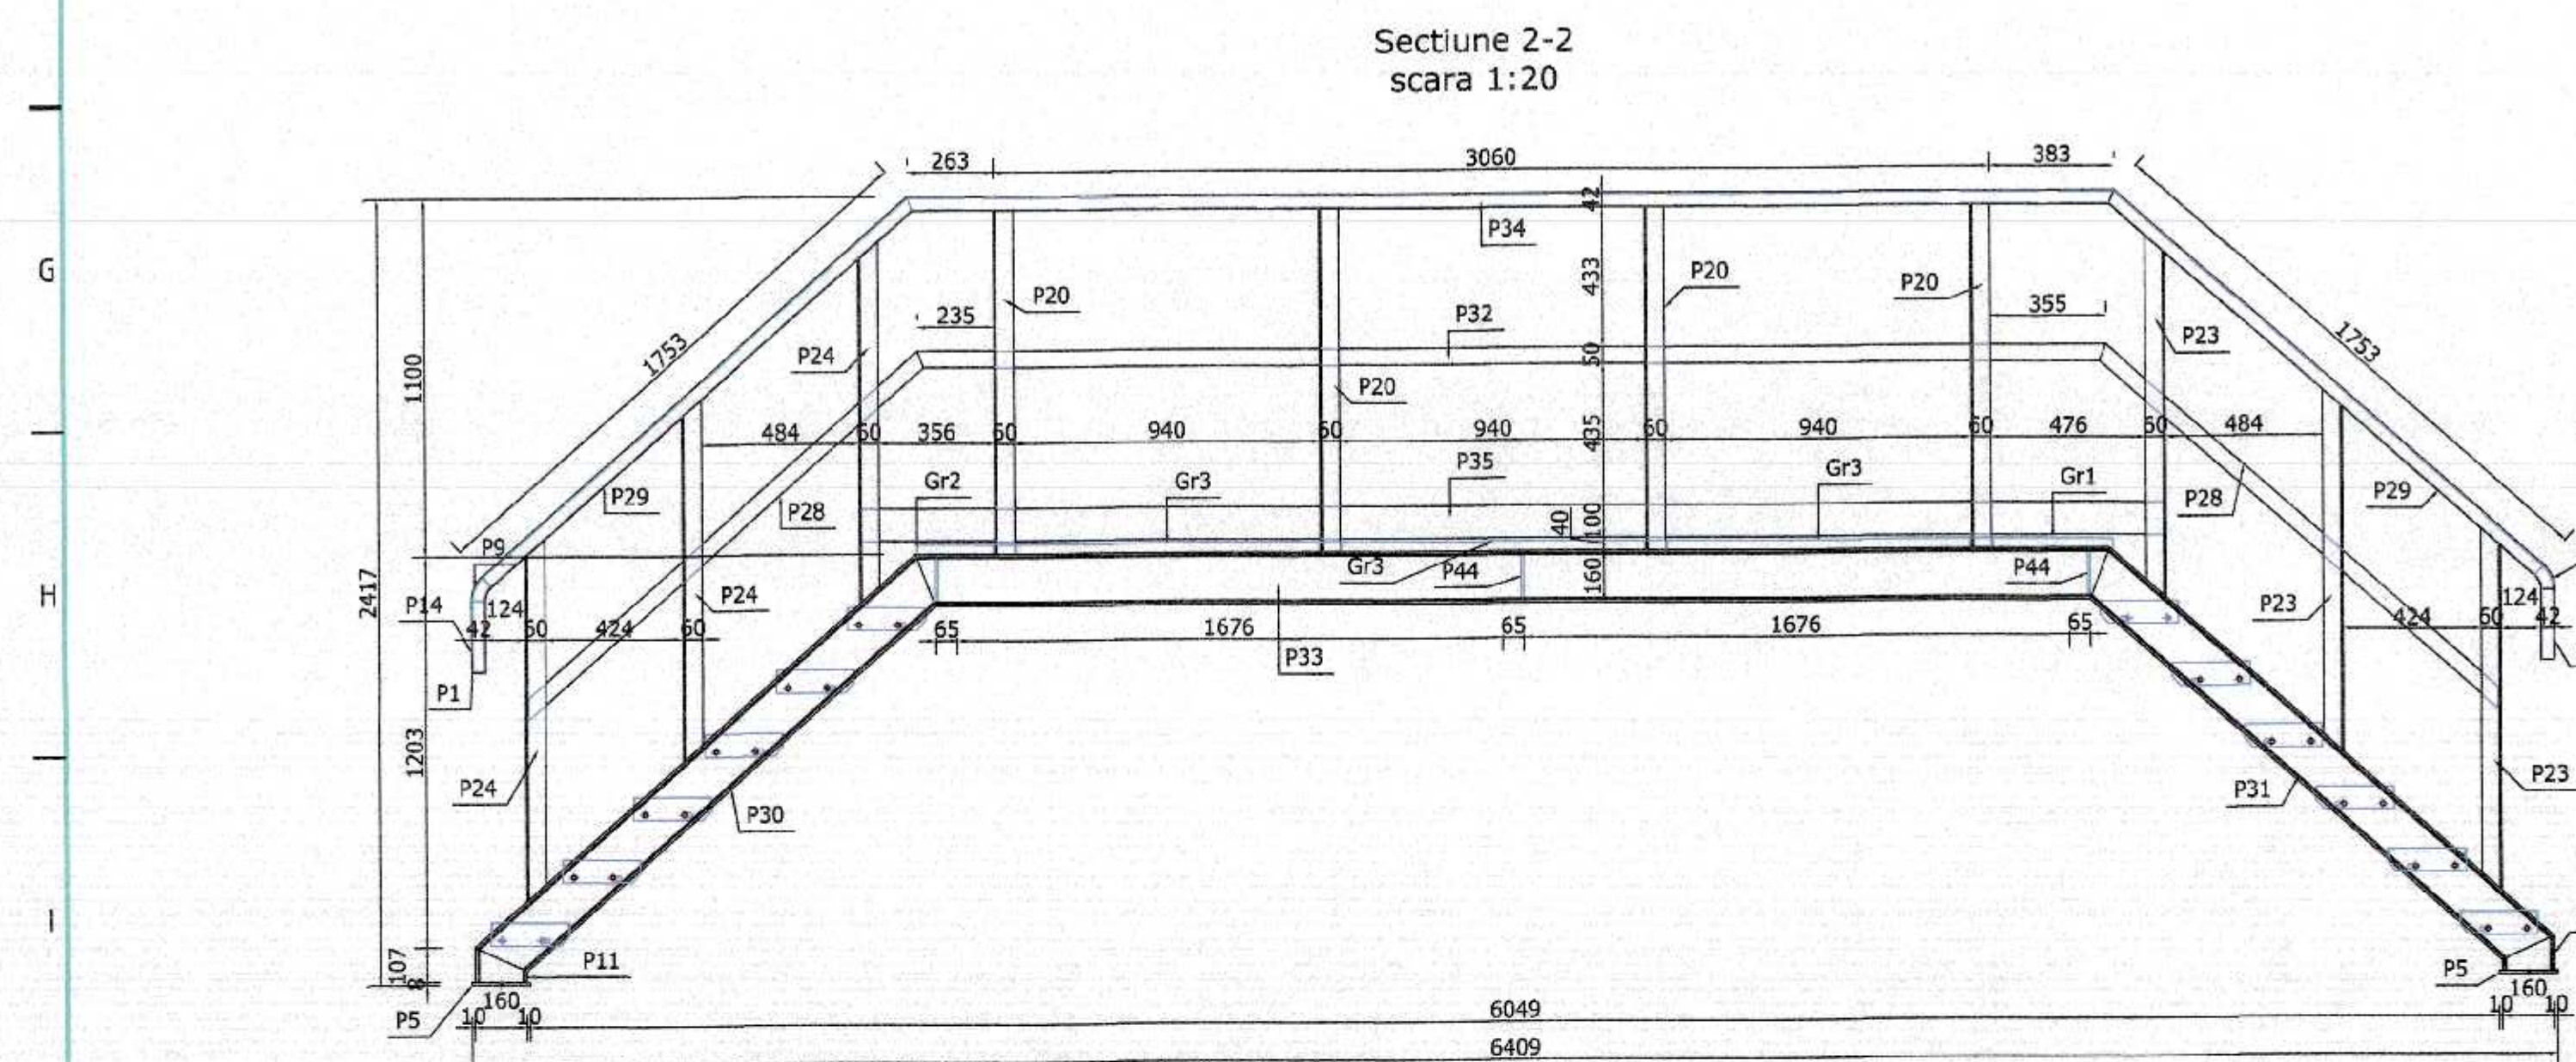 Sectiune 2-2
scara 1:20
263
3060
383
42
P34
G
433
P20
P20
P20
235
P32
355
P23
1753
P24
50
1753
1100
P20
484
60
356
60
940
60
940
435
60
940
60
476
60
484
P29
P28
Gr2
Gr3
P35
Gr3
Gr1
P28
P29
40
100
P9
H
2417
P14
124
P24
Gr3
P44
160
P44
P23
124
42
60
424
60
65
1676
65
1676
65
424
60
42
P1
P33
1203
P24
P30
P31
P23
I
107
P11
8
P5
160
P5
160
10
10
6049
10
10
6409